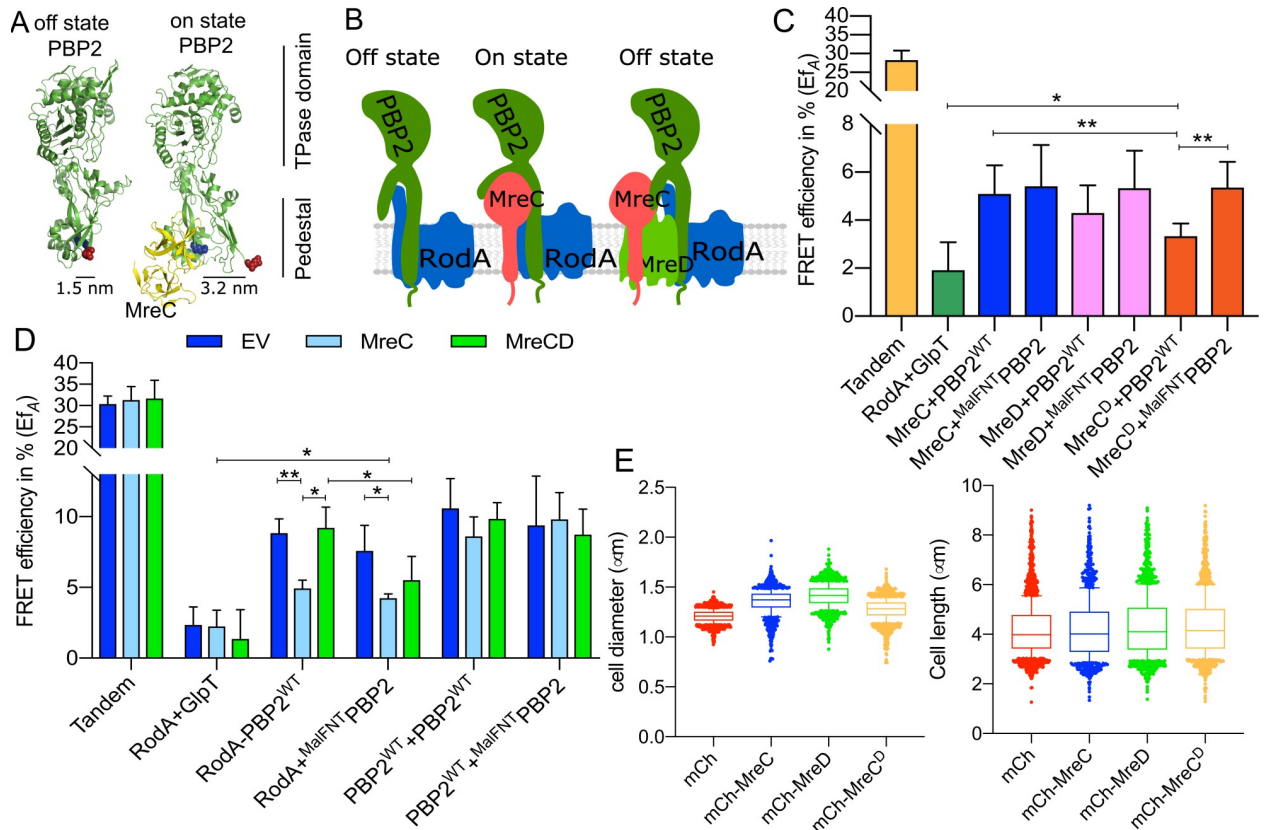 A
off state
PBP2
on state
PBP2
TPase domain
Pedestal
1.5 nm
3.2 nm
MreC
B
Off state
On state
Off state
PBP2
PBP2
PBP2
MreC
MreC
RodA
RodA
MreD
RodA
C
FRET efficiency in % (EfA)
40
35
30
25
20
8
6
4
2
0
*
**
**
Tandem
RodA+GlpT
MreC+PBP2WT
MreC+MalFNTPBP2
MreD+PBP2WT
MreD+MalFNTPBP2
MreCD+PBP2WT
MreCD+MalFNTPBP2
D
EV
MreC
MreCD
FRET efficiency in % (EfA)
40
35
30
25
20
10
5
0
*
**
*
*
*
Tandem
RodA+GlpT
RodA-PBP2WT
RodA+MalFNTPBP2
PBP2WT+PBP2WT
PBP2WT+MalFNTPBP2
E
cell diameter (∝m)
2.5
2.0
1.5
1.0
0.5
0.0
mCh
mCh-MreC
mCh-MreD
mCh-MreCD
Cell length (∝m)
10
8
6
4
2
0
mCh
mCh-MreC
mCh-MreD
mCh-MreCD